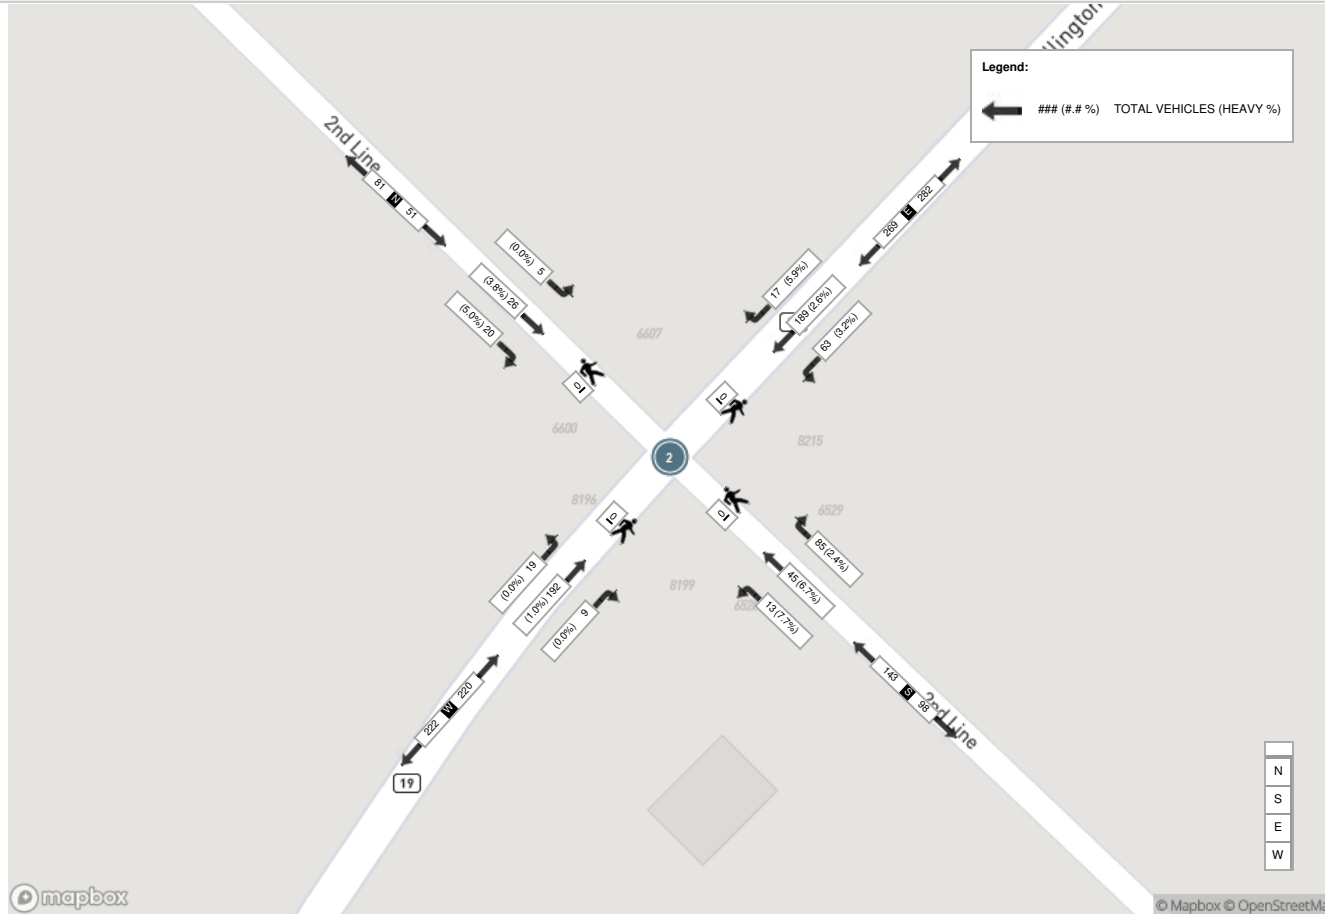 llington
Legend:
### (#.# %) TOTAL VEHICLES (HEAVY %)
2nd Line
81 N 51
269 E 282
(0.0%) 5
(3.8%) 26
(5.0%) 20
17 (5.9%)
189 (2.6%)
63 (3.2%)
6607
0
0
6600
8215
2
8196
0
0
6529
(0.0%) 19
(1.0%) 192
(0.0%) 9
85 (2.4%)
45 (6.7%)
13 (7.7%)
8199
222 W 220
143 S 98
2nd Line
19
N
S
E
W
mapbox
© Mapbox © OpenStreetMa